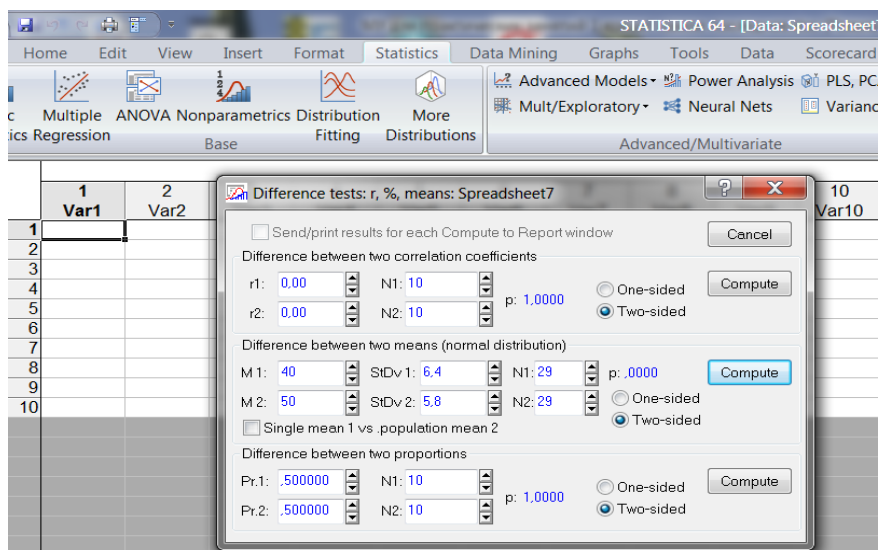 STATISTICA 64 - [Data: Spreadsheet7
Home Edit View Insert Format Statistics Data Mining Graphs Tools Data Scorecard
Advanced Models Power Analysis PLS, PC
Mult/Exploratory Neural Nets Varianc
c Multiple ANOVA Nonparametrics Distribution More
ics Regression Fitting Distributions
Base Advanced/Multivariate
1 2 10
Var1 Var2 Var10
1
2
3
4
5
6
7
8
9
10
Difference tests: r, %, means: Spreadsheet7
Send/print results for each Compute to Report window Cancel
Difference between two correlation coefficients
r1: 0,00 N1: 10 p: 1,0000 One-sided Compute
r2: 0,00 N2: 10 Two-sided
Difference between two means (normal distribution)
M 1: 40 StDv 1: 6,4 N1: 29 p: ,0000 Compute
M 2: 50 StDv 2: 5,8 N2: 29 One-sided
Two-sided
Single mean 1 vs .population mean 2
Difference between two proportions
Pr.1: ,500000 N1: 10 p: 1,0000 One-sided Compute
Pr.2: ,500000 N2: 10 Two-sided